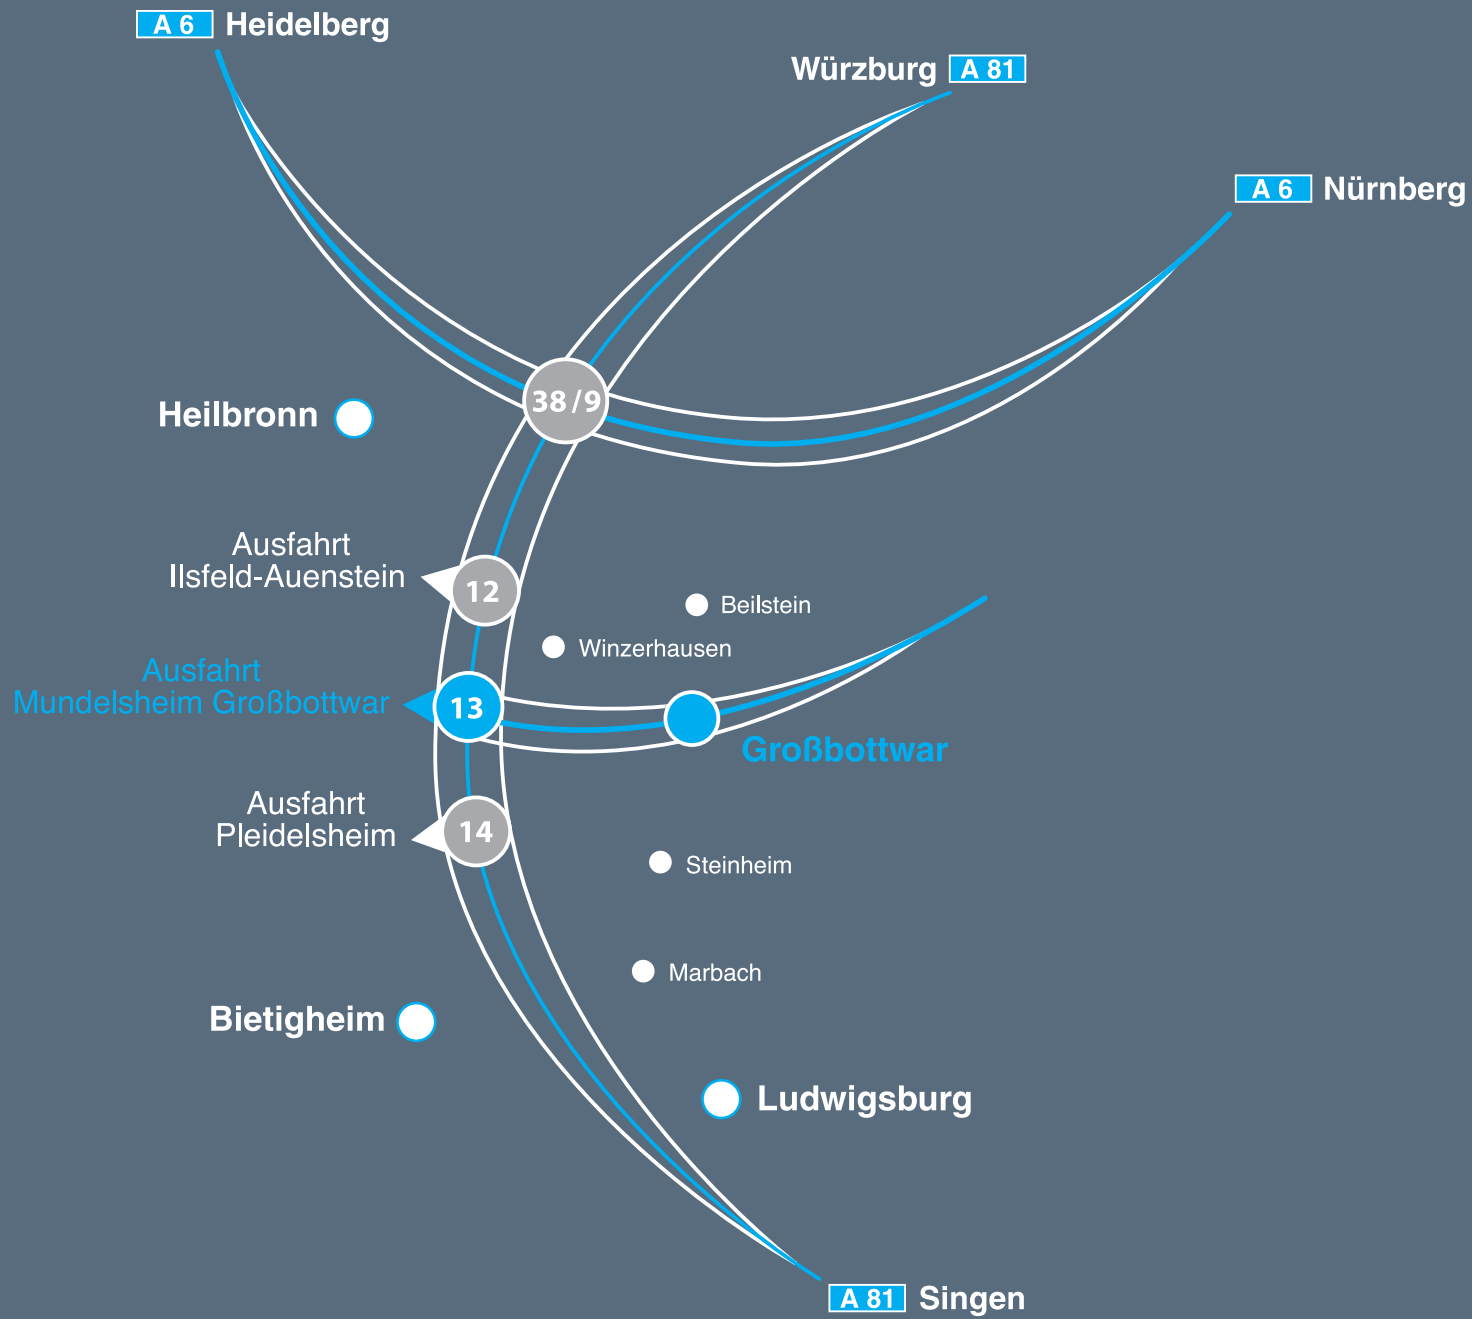 A 6 Heidelberg
Würzburg A 81
A 6 Nürnberg
38/9
Heilbronn
Ausfahrt
Ilsfeld-Auenstein
12
Beilstein
Winzerhausen
Ausfahrt
Mundelsheim Großbottwar
13
Großbottwar
Ausfahrt
Pleidelsheim
14
Steinheim
Marbach
Bietigheim
Ludwigsburg
A 81 Singen